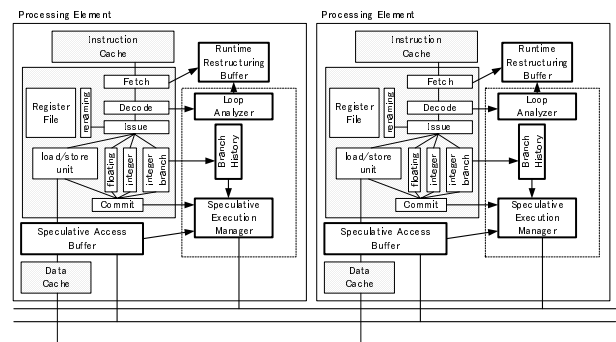 Processing Element
Instruction
Cache
Runtime
Restructuring
Buffer
Fetch
Register
File
renaming
Decode
Loop
Analyzer
Issue
load/store
unit
floating
integer
integer
branch
Branch
History
Commit
Speculative
Execution
Manager
Speculative Access
Buffer
Data
Cache
Processing Element
Instruction
Cache
Runtime
Restructuring
Buffer
Fetch
Register
File
renaming
Decode
Loop
Analyzer
Issue
load/store
unit
floating
integer
integer
branch
Branch
History
Commit
Speculative
Execution
Manager
Speculative Access
Buffer
Data
Cache